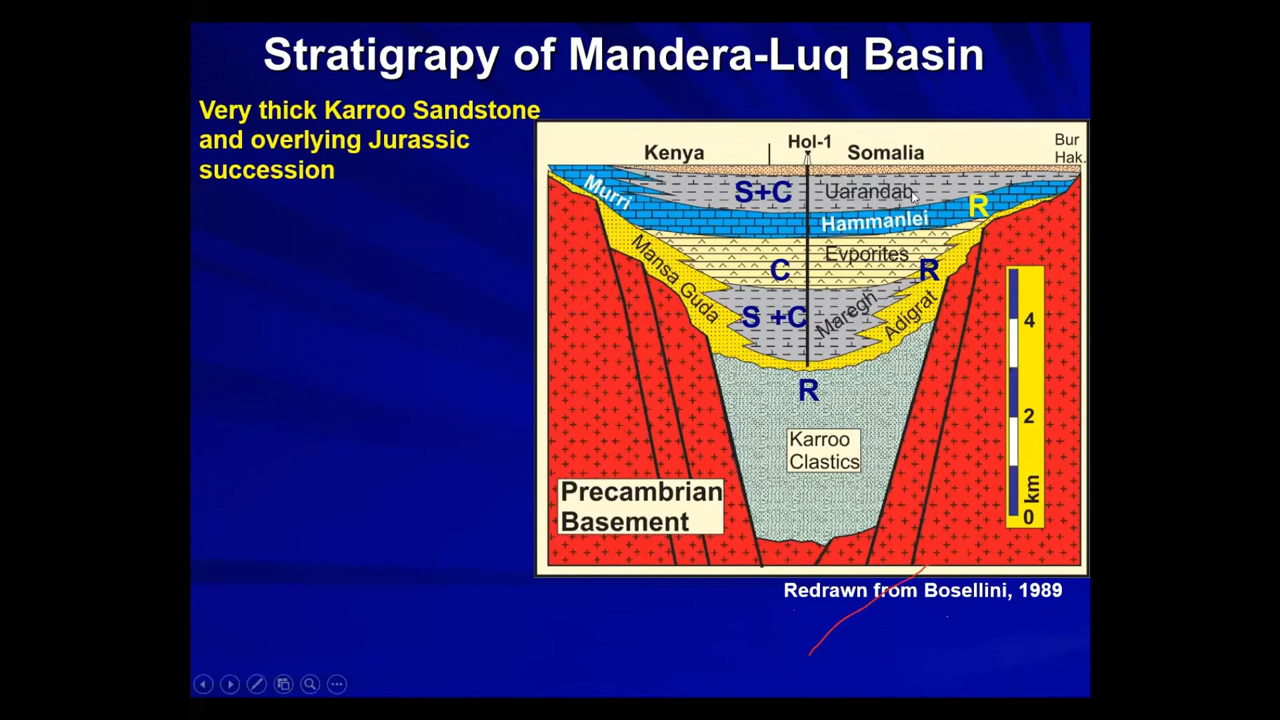 Stratigrapy of Mandera-Luq Basin
Very thick Karroo Sandstone
and overlying Jurassic
succession
Kenya
Hol-1
Somalia
Bur
Hak.
Murri
S+C
Uarandab
R
Hammanlei
Mansa Guda
C
Evporites
R
S +C
Maregh
Adigrat
R
Karroo
Clastics
Precambrian
Basement
4
2
0
km
Redrawn from Bosellini, 1989